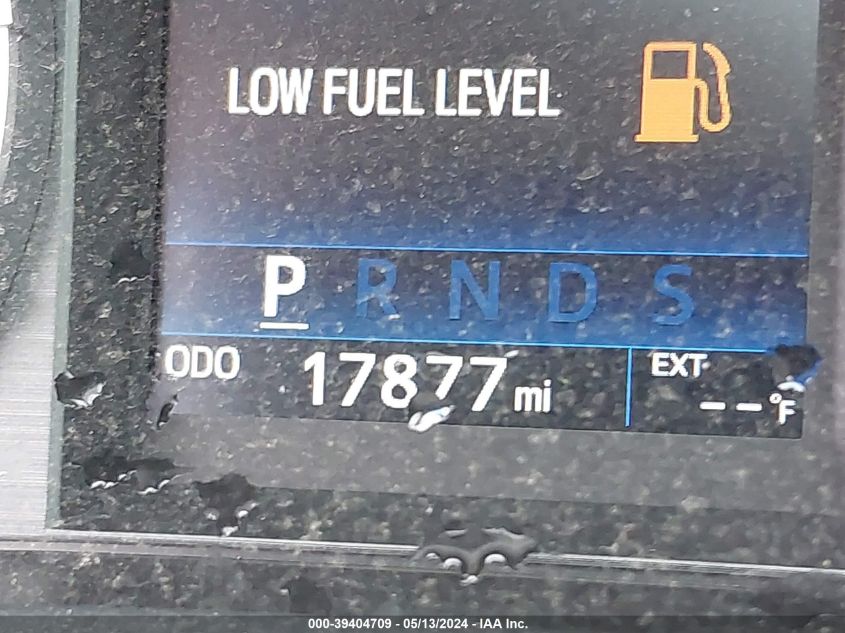 LOW FUEL LEVEL
P R N D S
ODO 17877 mi EXT -- °F
000-39404709 - 05/13/2024 - IAA Inc.